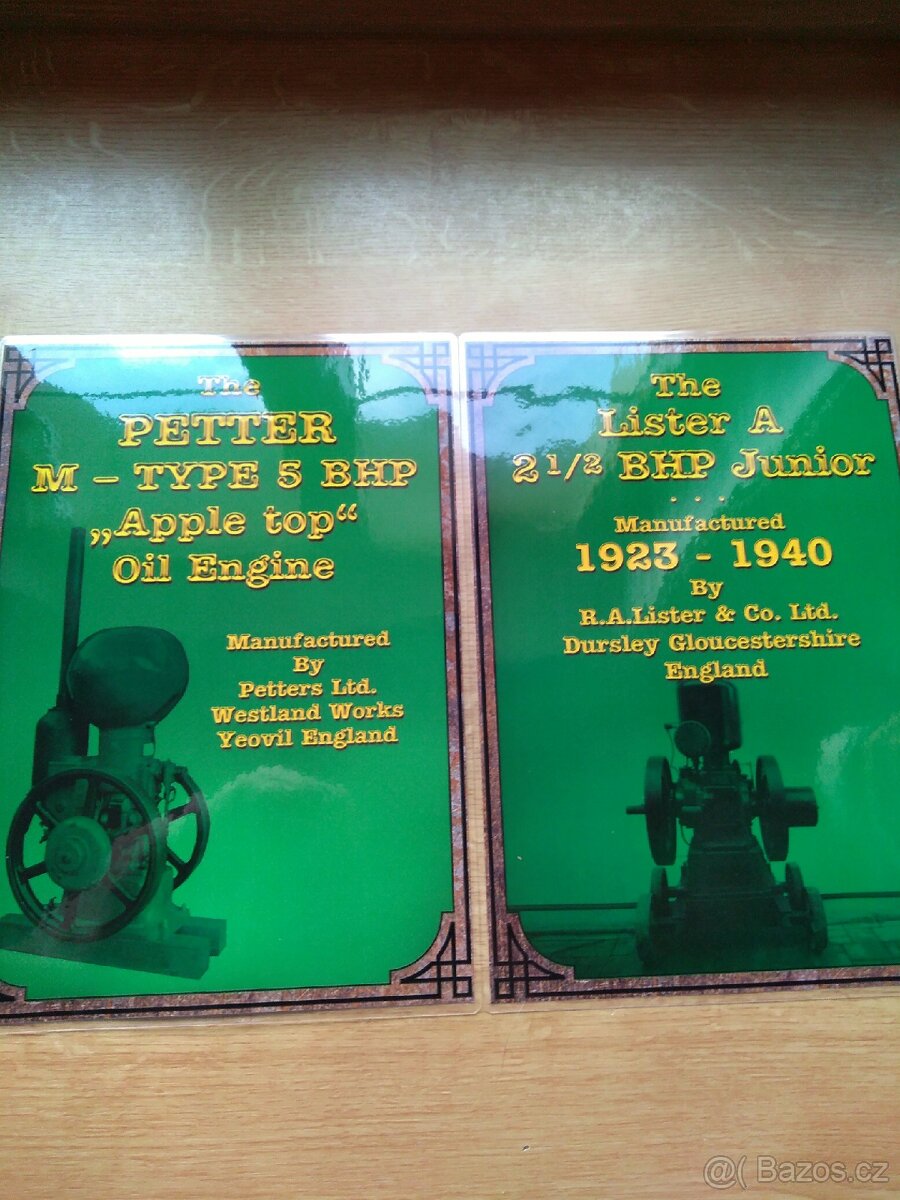 The
PETTER
M – TYPE 5 BHP
„Apple top“
Oil Engine
Manufactured
By
Petters Ltd.
Westland Works
Yeovil England
The
Lister A
2 1/2 BHP Junior
. . .
Manufactured
1923 - 1940
By
R.A.Lister & Co. Ltd.
Dursley Gloucestershire
England
@( Bazos.cz